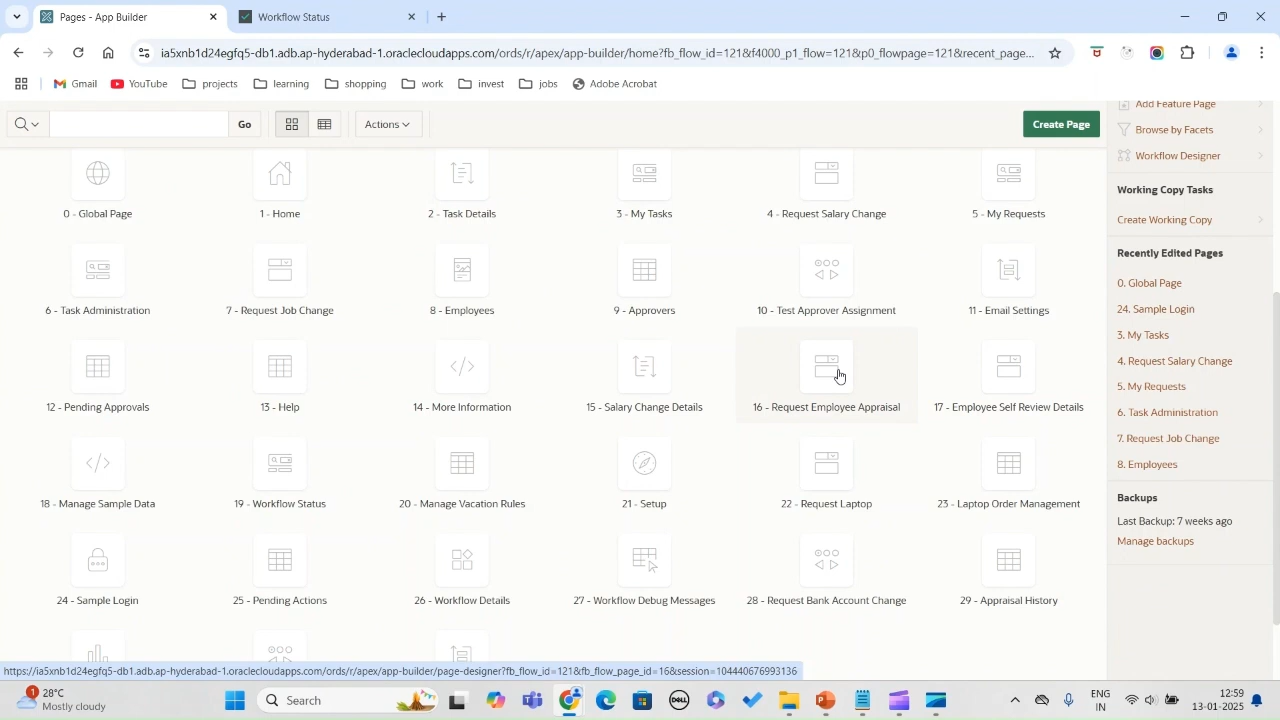 Pages - App Builder
Workflow Status
ia5xnb1d24egfq5-db1.adb.ap-hyderabad-1.oraclecloudapps.com/ords/r/apex/app-builder/home?fb_flow_id=121&f4000_p1_flow=121&p0_flowpage=121&recent_page...
Gmail YouTube projects learning shopping work invest jobs Adobe Acrobat
Go
Actions
Create Page
0 - Global Page
1 - Home
2 - Task Details
3 - My Tasks
4 - Request Salary Change
5 - My Requests
6 - Task Administration
7 - Request Job Change
8 - Employees
9 - Approvers
10 - Test Approver Assignment
11 - Email Settings
12 - Pending Approvals
13 - Help
14 - More Information
15 - Salary Change Details
16 - Request Employee Appraisal
17 - Employee Self Review Details
18 - Manage Sample Data
19 - Workflow Status
20 - Manage Vacation Rules
21 - Setup
22 - Request Laptop
23 - Laptop Order Management
24 - Sample Login
25 - Pending Actions
26 - Workflow Details
27 - Workflow Debug Messages
28 - Request Bank Account Change
29 - Appraisal History
Add Feature Page
Browse by Facets
Workflow Designer
Working Copy Tasks
Create Working Copy
Recently Edited Pages
0. Global Page
24. Sample Login
3. My Tasks
4. Request Salary Change
5. My Requests
6. Task Administration
7. Request Job Change
8. Employees
Backups
Last Backup: 7 weeks ago
Manage backups
https://ia5xnb1d24egfq5-db1.adb.ap-hyderabad-1.oraclecloudapps.com/ords/r/apex/app-builder/page-designer?fb_flow_id=121&fb_flow_page_id=16&session=104440676993136
1
28°C
Mostly cloudy
Search
DELL
ENG
IN
12:59
13-01-2025